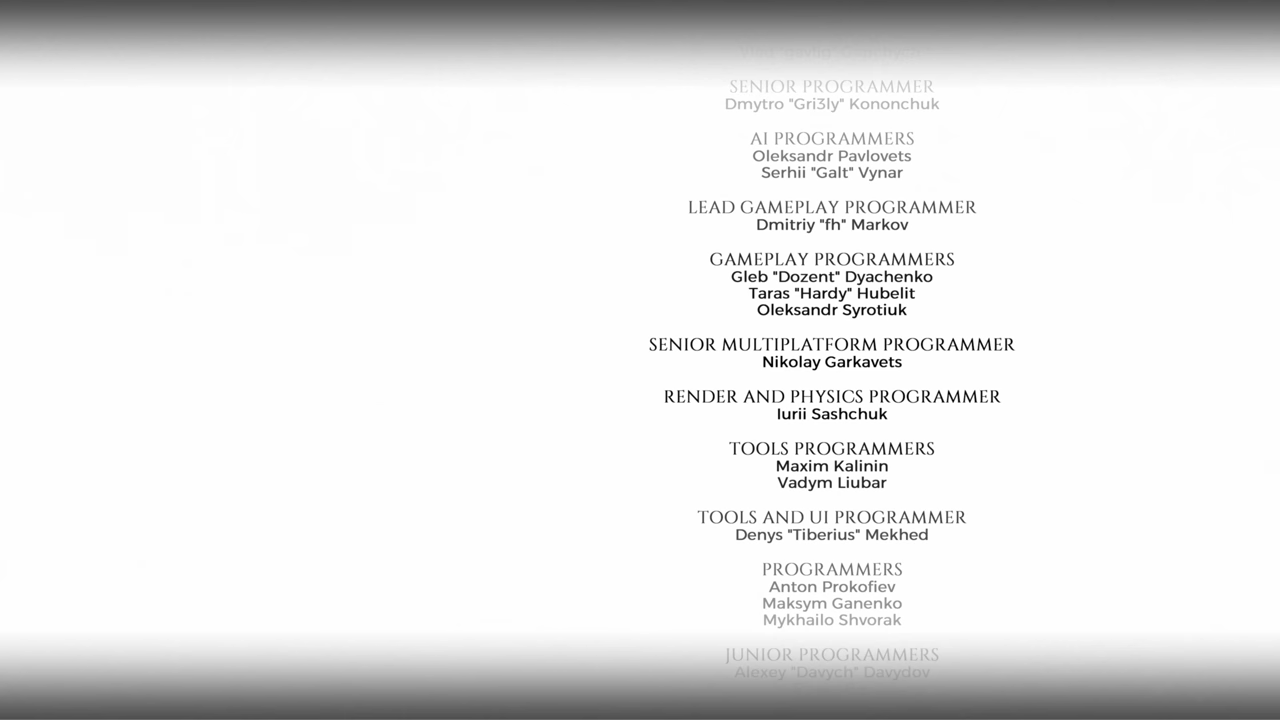 SENIOR PROGRAMMER
Dmytro "Gri3ly" Kononchuk
AI PROGRAMMERS
Oleksandr Pavlovets
Serhii "Galt" Vynar
LEAD GAMEPLAY PROGRAMMER
Dmitriy "fh" Markov
GAMEPLAY PROGRAMMERS
Gleb "Dozent" Dyachenko
Taras "Hardy" Hubelit
Oleksandr Syrotiuk
SENIOR MULTIPLATFORM PROGRAMMER
Nikolay Garkavets
RENDER AND PHYSICS PROGRAMMER
Iurii Sashchuk
TOOLS PROGRAMMERS
Maxim Kalinin
Vadym Liubar
TOOLS AND UI PROGRAMMER
Denys "Tiberius" Mekhed
PROGRAMMERS
Anton Prokofiev
Maksym Ganenko
Mykhailo Shvorak
JUNIOR PROGRAMMERS
Alexey "Davych" Davydov